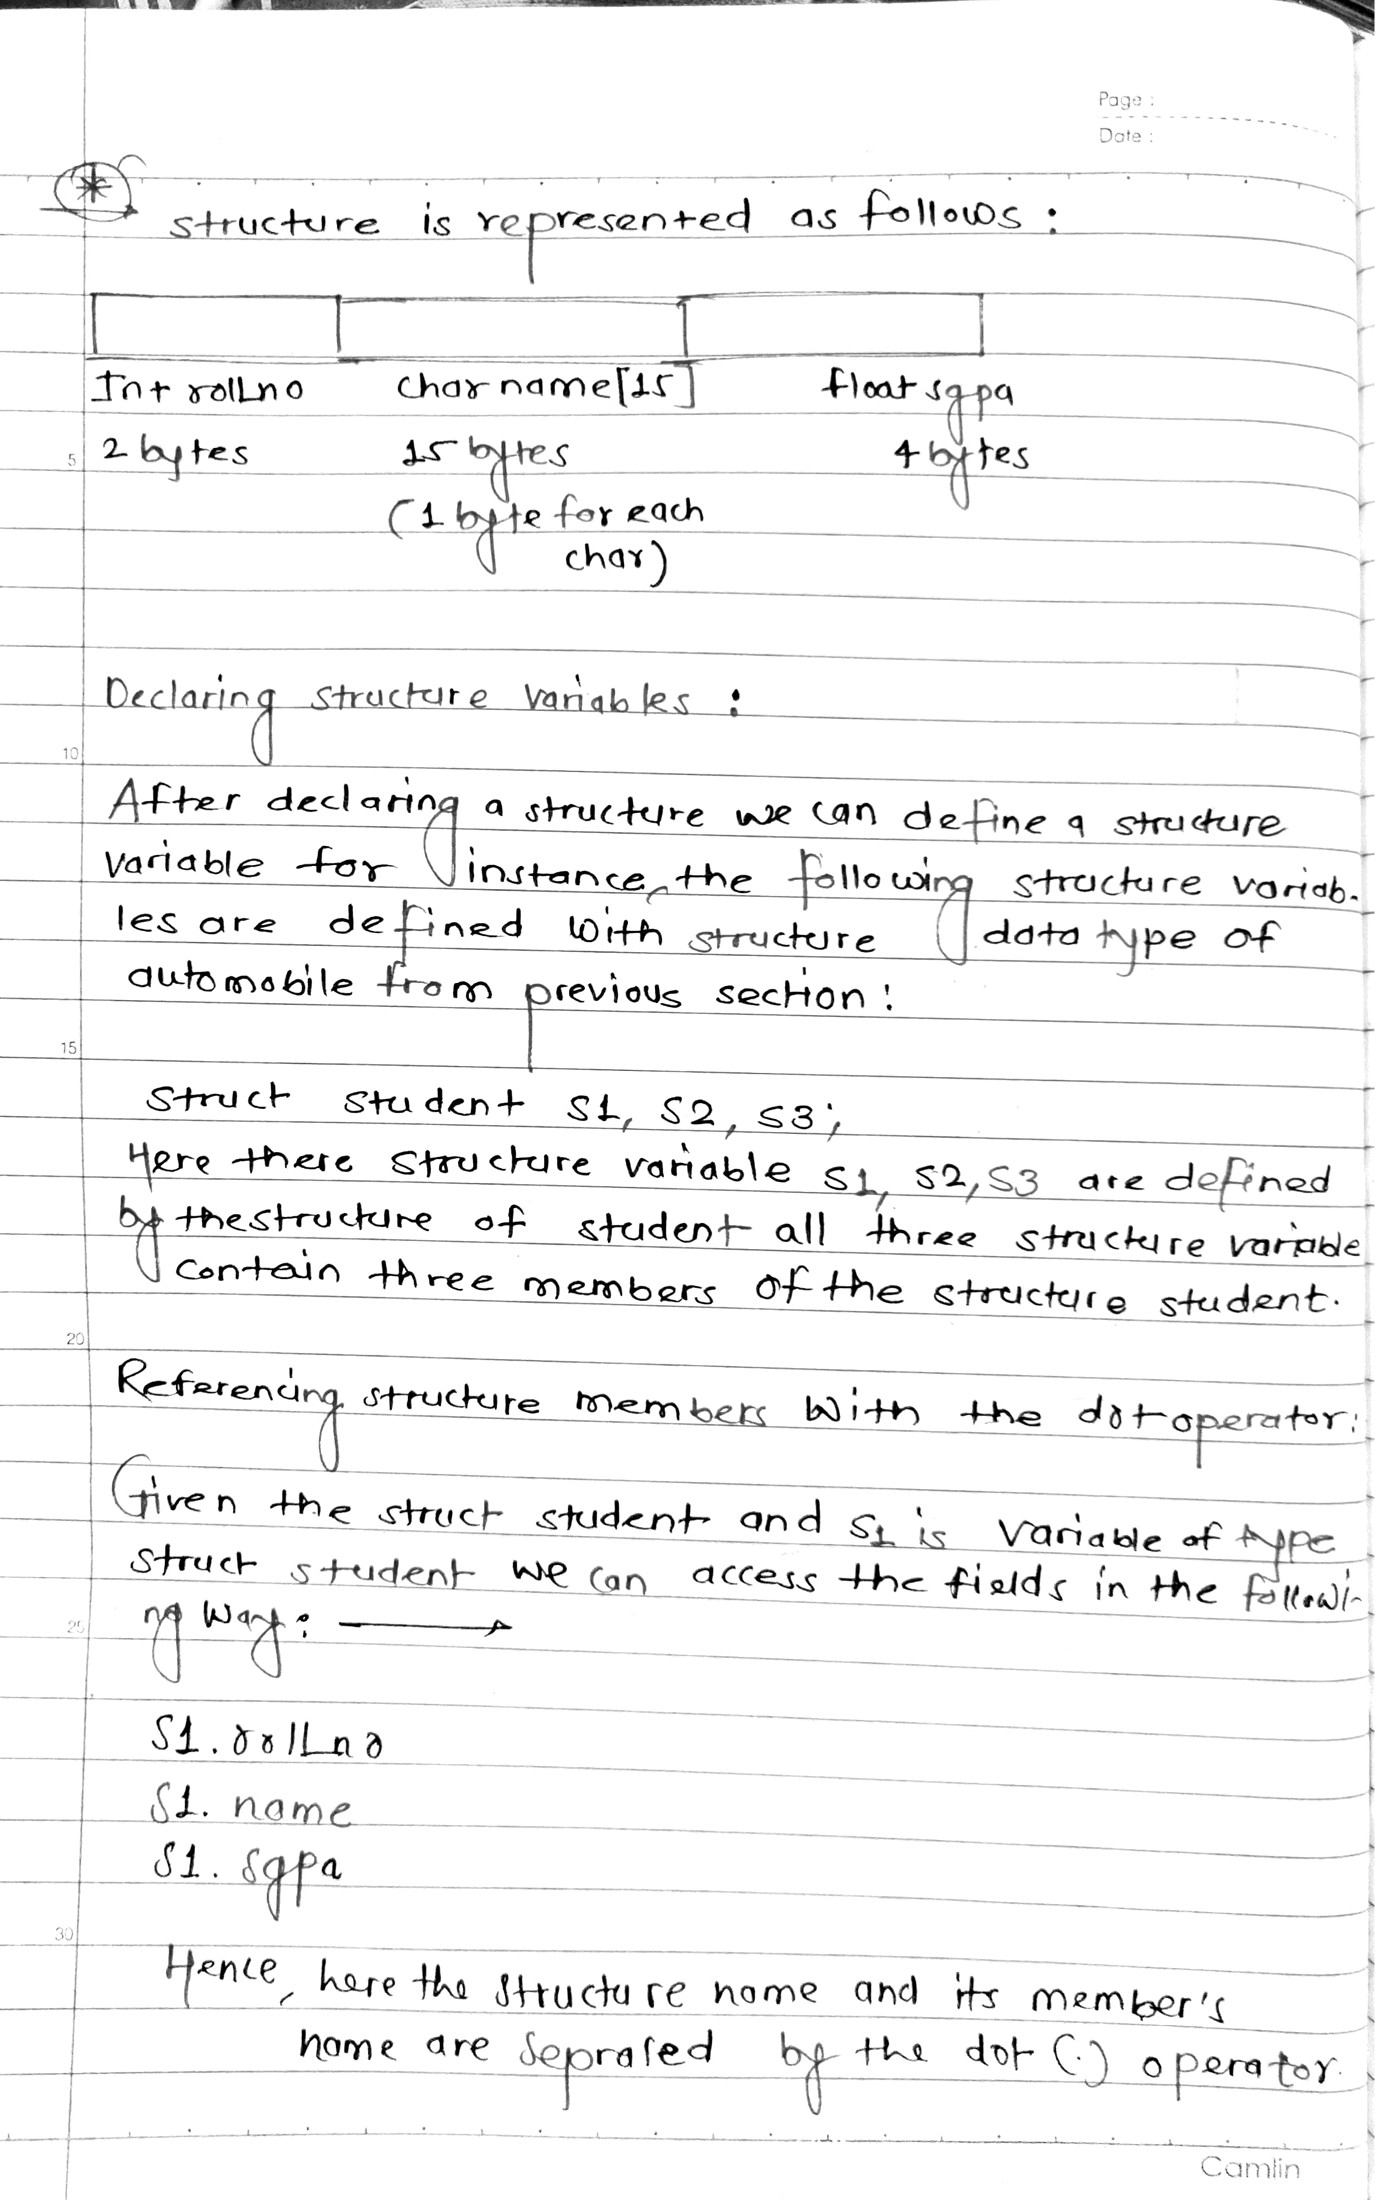 Page :
Date :
*
structure is represented as follows :
Int rollno char name[15] float sgpa
5 2 bytes 15 bytes 4 bytes
(1 byte for each
char)
Declaring structure variables :
10
After declaring a structure we can define a structure
variable for instance, the following structure variab-
les are defined with structure data type of
automobile from previous section :
15
Struct student S1, S2, S3;
Here there structure variable S1, S2, S3 are defined
by the structure of student all three structure variable
contain three members of the structure student.
20
Referencing structure members with the dot operator:
Given the struct student and S1 is variable of type
struct student we can access the fields in the followi-
25 ng way : →
S1. rollno
S1. name
S1. sgpa
30
Hence, here the structure name and its member's
name are seprated by the dot (.) operator.
Camlin